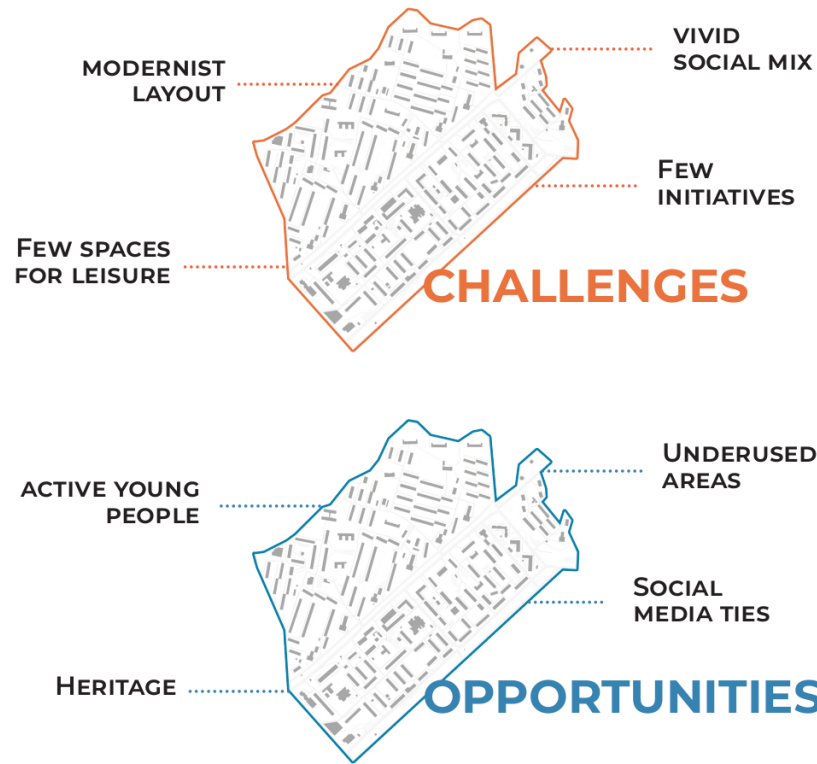 VIVID
SOCIAL MIX
MODERNIST
LAYOUT
FEW
INITIATIVES
FEW SPACES
FOR LEISURE
CHALLENGES
UNDERUSED
AREAS
ACTIVE YOUNG
PEOPLE
SOCIAL
MEDIA TIES
HERITAGE
OPPORTUNITIES